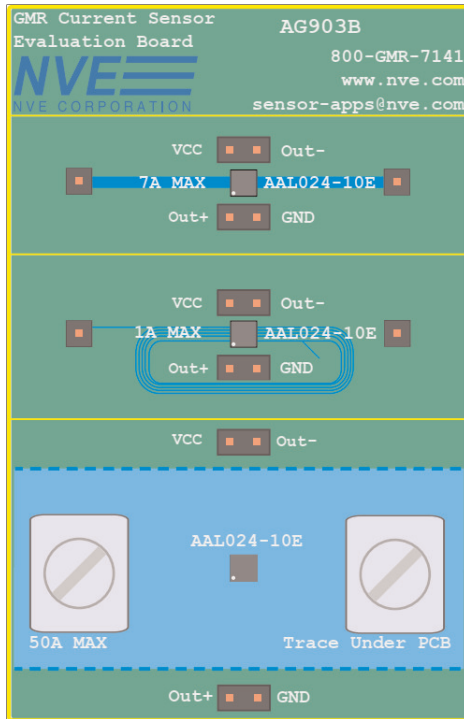 GMR Current Sensor
Evaluation Board
AG903B
NVE
NVE CORPORATION
800-GMR-7141
www.nve.com
sensor-apps@nve.com
VCC Out-
7A MAX AAL024-10E
Out+ GND
VCC Out-
1A MAX AAL024-10E
Out+ GND
VCC Out-
AAL024-10E
50A MAX Trace Under PCB
Out+ GND